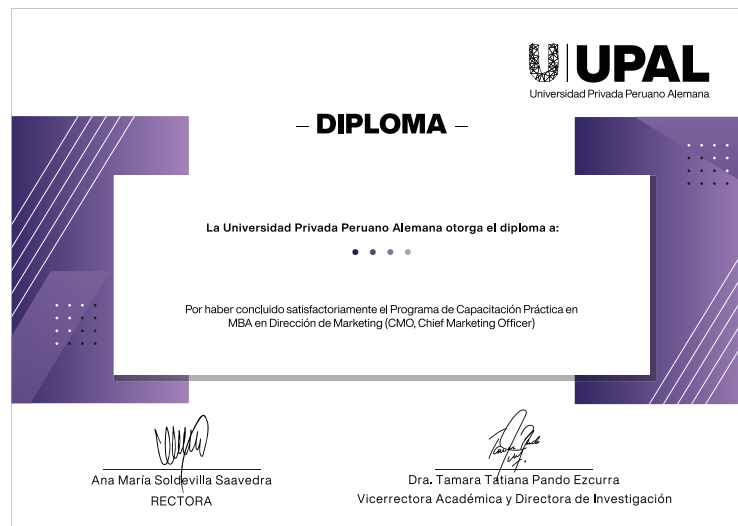 UPAL
Universidad Privada Peruano Alemana
DIPLOMA
La Universidad Privada Peruano Alemana otorga el diploma a:
Por haber concluido satisfactoriamente el Programa de Capacitación Práctica en
MBA en Dirección de Marketing (CMO, Chief Marketing Officer)
Ana María Soldevilla Saavedra
RECTORA
Dra. Tamara Tatiana Pando Ezcurra
Vicerrectora Académica y Directora de Investigación